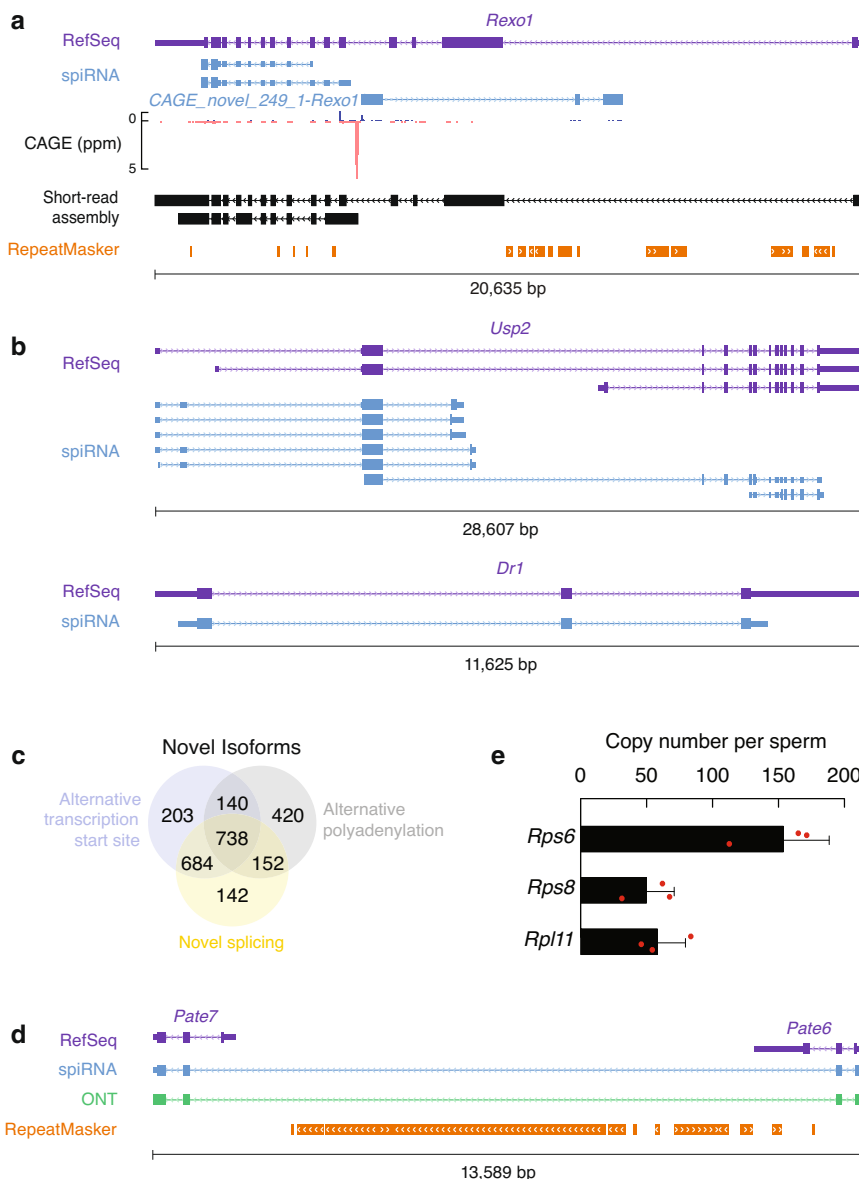 a
Rexo1
RefSeq
spiRNA
CAGE_novel_249_1-Rexo1
0
CAGE (ppm)
5
Short-read
assembly
RepeatMasker
20,635 bp
b
Usp2
RefSeq
spiRNA
28,607 bp
Dr1
RefSeq
spiRNA
11,625 bp
c
Novel Isoforms
Alternative
transcription
start site
203
140
420
Alternative
polyadenylation
738
684
152
142
Novel splicing
e
Copy number per sperm
0 50 100 150 200
Rps6
Rps8
Rpl11
d
Pate7
Pate6
RefSeq
spiRNA
ONT
RepeatMasker
13,589 bp